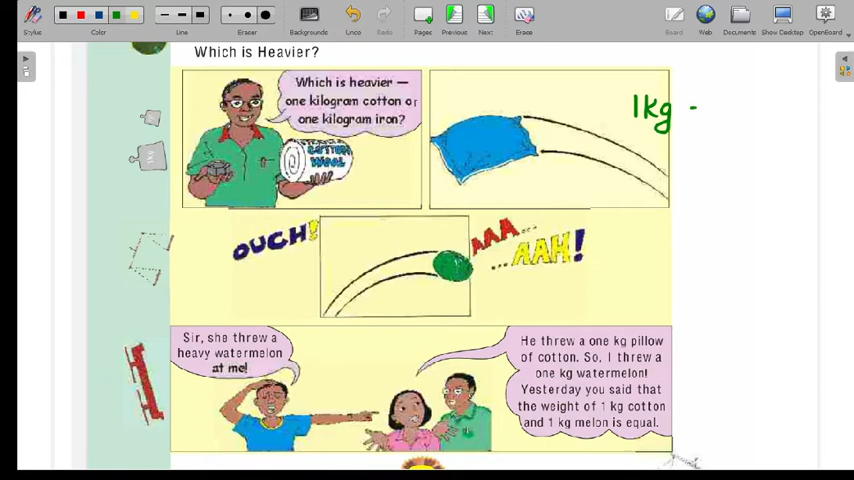 Stylus
Color
Line
Eraser
Backgrounds
Undo
Redo
Pages
Previous
Next
Erase
Board
Web
Documents
Show Desktop
OpenBoard
Which is Heavier?
Which is heavier —
one kilogram cotton or
one kilogram iron?
COTTON
WOOL
1kg -
1KG
OUCH!
AAA...
...AAH!
Sir, she threw a
heavy watermelon
at me!
He threw a one kg pillow
of cotton. So, I threw a
one kg watermelon!
Yesterday you said that
the weight of 1 kg cotton
and 1 kg melon is equal.